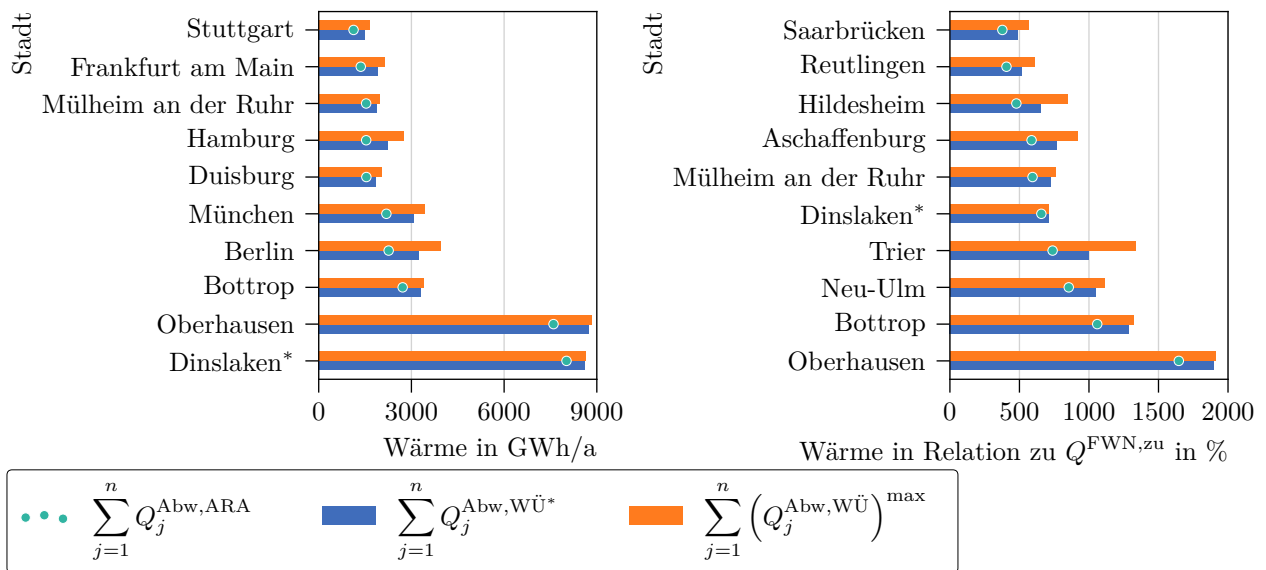 Stadt
Stuttgart
Frankfurt am Main
Mülheim an der Ruhr
Hamburg
Duisburg
München
Berlin
Bottrop
Oberhausen
Dinslaken*
0 3000 6000 9000
Wärme in GWh/a
Stadt
Saarbrücken
Reutlingen
Hildesheim
Aschaffenburg
Mülheim an der Ruhr
Dinslaken*
Trier
Neu-Ulm
Bottrop
Oberhausen
0 500 1000 1500 2000
Wärme in Relation zu Q^FWN,zu in %
∑_{j=1}^{n} Q_j^{Abw,ARA}
∑_{j=1}^{n} Q_j^{Abw,WÜ*}
∑_{j=1}^{n} (Q_j^{Abw,WÜ})^{max}